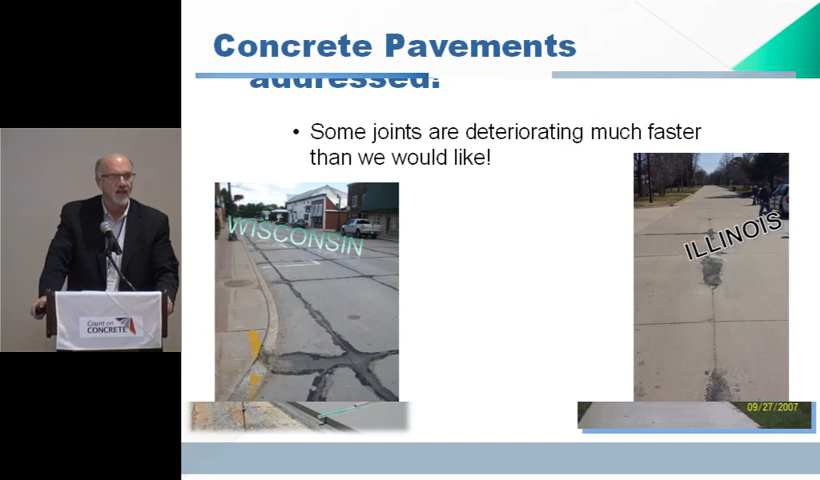 Concrete Pavements
addressed:
• Some joints are deteriorating much faster
than we would like!
WISCONSIN
ILLINOIS
Count on
CONCRETE
09/27/2007